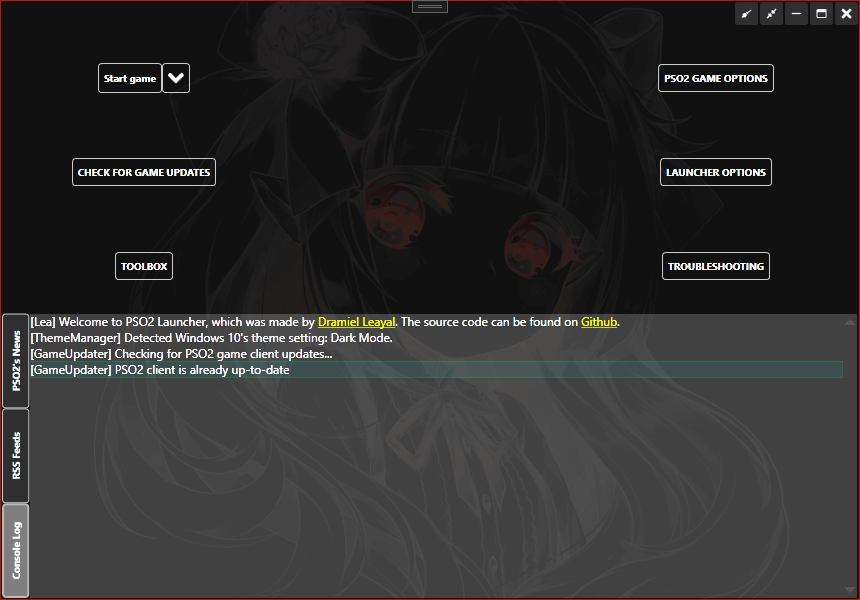 Start game
PSO2 GAME OPTIONS
CHECK FOR GAME UPDATES
LAUNCHER OPTIONS
TOOLBOX
TROUBLESHOOTING
PSO2's News
RSS Feeds
Console Log
[Lea] Welcome to PSO2 Launcher, which was made by Dramiel Leayal. The source code can be found on Github.
[ThemeManager] Detected Windows 10's theme setting: Dark Mode.
[GameUpdater] Checking for PSO2 game client updates...
[GameUpdater] PSO2 client is already up-to-date